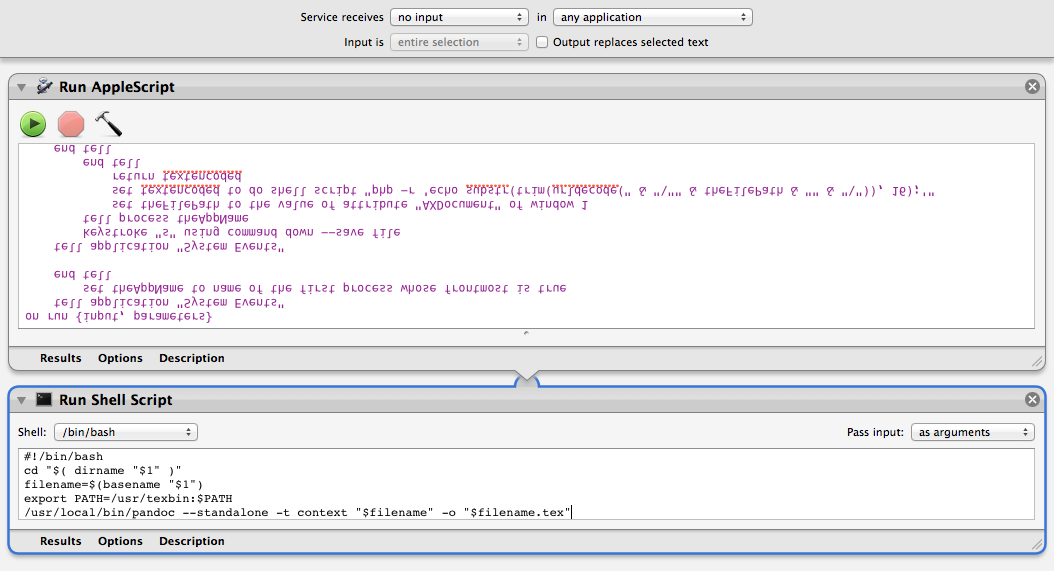 Service receives no input in any application
Input is entire selection Output replaces selected text
Run AppleScript
on run {input, parameters}
tell application "System Events"
set theAppName to name of the first process whose frontmost is true
end tell
tell application "System Events"
keystroke "s" using command down --save file
tell process theAppName
set theFilePath to the value of attribute "AXDocument" of window 1
set textencoded to do shell script "php -r 'echo substr(trim(urldecode(" & "\"" & theFilePath & "" & "\")), 16);'"
return textencoded
end tell
end tell
Results Options Description
Run Shell Script
Shell: /bin/bash Pass input: as arguments
#!/bin/bash
cd "$( dirname "$1" )"
filename=$(basename "$1")
export PATH=/usr/texbin:$PATH
/usr/local/bin/pandoc --standalone -t context "$filename" -o "$filename.tex"
Results Options Description